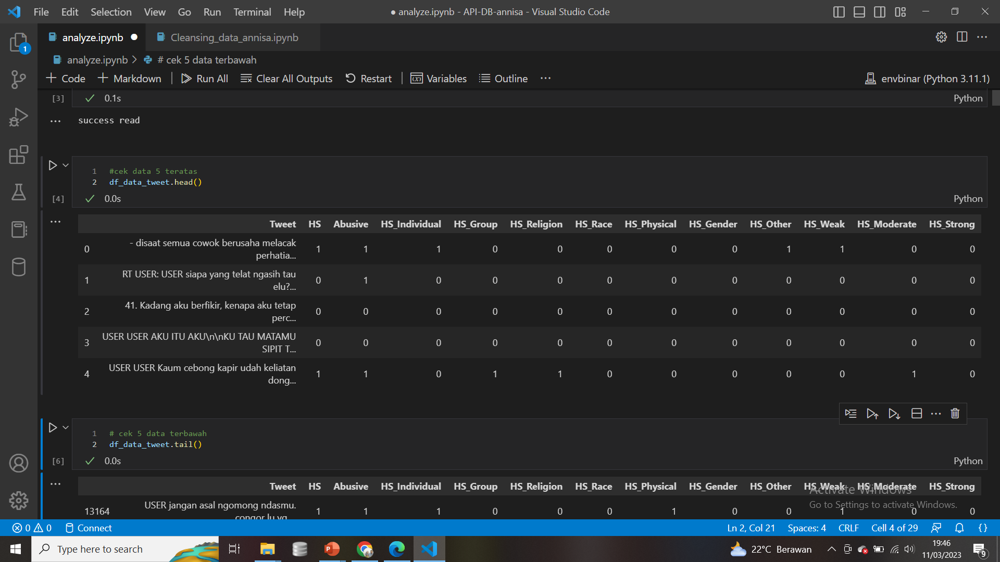 File Edit Selection View Go Run Terminal Help
● analyze.ipynb - API-DB-annisa - Visual Studio Code
analyze.ipynb Cleansing_data_annisa.ipynb
1
analyze.ipynb > # cek 5 data terbawah
+ Code + Markdown Run All Clear All Outputs Restart Variables Outline ...
envbinar (Python 3.11.1)
[3] 0.1s Python
... success read
1 #cek data 5 teratas
2 df_data_tweet.head()
[4] 0.0s Python
...
Tweet HS Abusive HS_Individual HS_Group HS_Religion HS_Race HS_Physical HS_Gender HS_Other HS_Weak HS_Moderate HS_Strong
0 - disaat semua cowok berusaha melacak perhatia... 1 1 1 0 0 0 0 0 1 1 0 0
1 RT USER: USER siapa yang telat ngasih tau elu?... 0 1 0 0 0 0 0 0 0 0 0 0
2 41. Kadang aku berfikir, kenapa aku tetap perc... 0 0 0 0 0 0 0 0 0 0 0 0
3 USER USER AKU ITU AKU\n\nKU TAU MATAMU SIPIT T... 0 0 0 0 0 0 0 0 0 0 0 0
4 USER USER Kaum cebong kapir udah keliatan dong... 1 1 0 1 1 0 0 0 0 0 1 0
1 # cek 5 data terbawah
2 df_data_tweet.tail()
[6] 0.0s Python
...
Tweet HS Abusive HS_Individual HS_Group HS_Religion HS_Race HS_Physical HS_Gender HS_Other HS_Weak HS_Moderate HS_Strong
13164 USER jangan asal ngomong ndasmu. congor lu yg... 1 1 1 0 0 0 1 0 0 1 0 0
Activate Windows
Go to Settings to activate Windows.
0 0 Connect
Ln 2, Col 21 Spaces: 4 CRLF Cell 4 of 29
Type here to search
22°C Berawan
19:46
11/03/2023
9